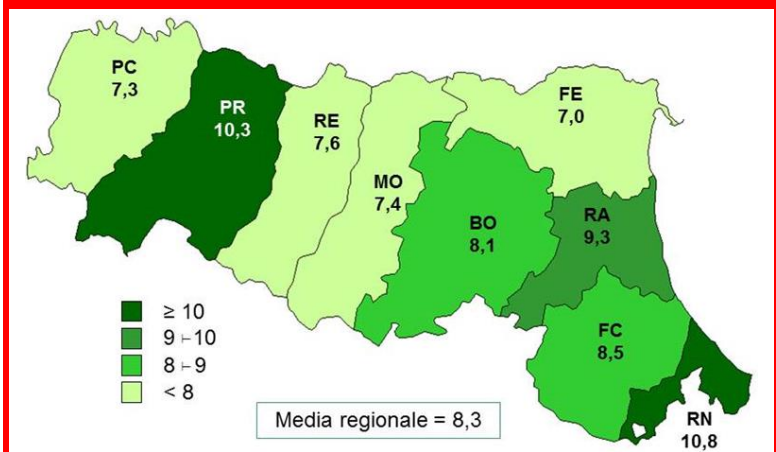 PC
7,3
PR
10,3
RE
7,6
MO
7,4
FE
7,0
BO
8,1
RA
9,3
FC
8,5
RN
10,8
≥ 10
9 ⊢ 10
8 ⊢ 9
< 8
Media regionale = 8,3